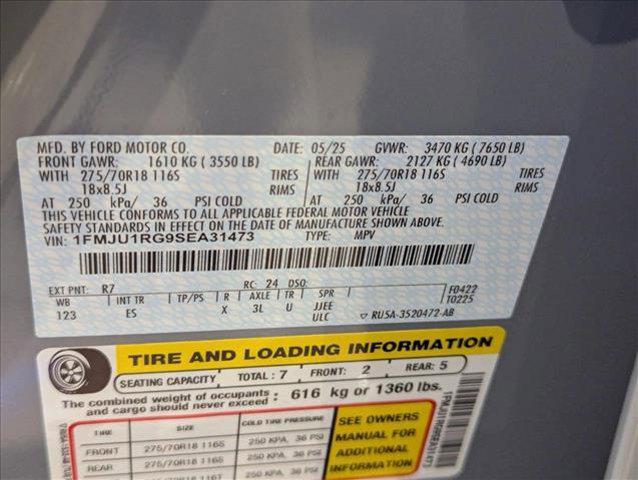 MFD. BY FORD MOTOR CO. DATE: 05/25 GVWR: 3470 KG ( 7650 LB)
FRONT GAWR: 1610 KG ( 3550 LB) REAR GAWR: 2127 KG ( 4690 LB)
WITH 275/70R18 116S TIRES WITH 275/70R18 116S TIRES
18x8.5J RIMS 18x8.5J RIMS
AT 250 kPa/ 36 PSI COLD AT 250 kPa/ 36 PSI COLD
THIS VEHICLE CONFORMS TO ALL APPLICABLE FEDERAL MOTOR VEHICLE
SAFETY STANDARDS IN EFFECT ON THE DATE OF MANUFACTURE SHOWN ABOVE.
VIN: 1FMJU1RG9SEA31473 TYPE: MPV
EXT PNT: R7 RC: 24 DSO:
WB INT TR TP/PS R AXLE TR SPR F0422
123 ES X 3L U JJEE T0225
ULC ▽ RU5A-3520472-AB
TIRE AND LOADING INFORMATION
SEATING CAPACITY TOTAL : 7 FRONT: 2 REAR: 5
The combined weight of occupants and cargo should never exceed : 616 kg or 1360 lbs.
TIRE SIZE COLD TIRE PRESSURE
FRONT 275/70R18 116S 250 KPA, 36 PSI
REAR 275/70R18 116S 250 KPA, 36 PSI
SEE OWNERS
MANUAL FOR
ADDITIONAL
INFORMATION